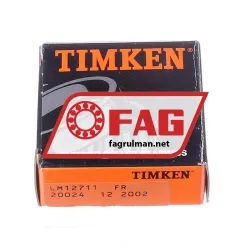 TIMKEN
FAG
fagrulman.net
TIMKEN
LM12711 FR
20024 12 2002